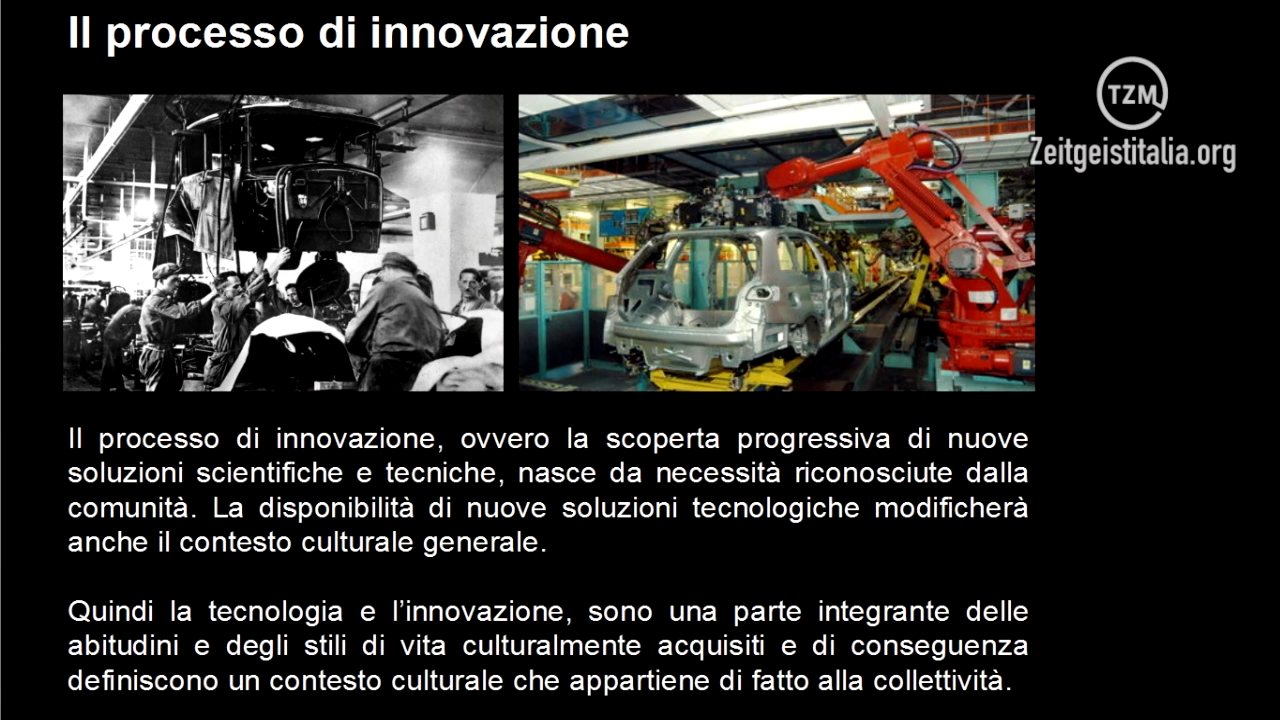 Il processo di innovazione
TZM
Zeitgeistitalia.org
Il processo di innovazione, ovvero la scoperta progressiva di nuove
soluzioni scientifiche e tecniche, nasce da necessità riconosciute dalla
comunità. La disponibilità di nuove soluzioni tecnologiche modificherà
anche il contesto culturale generale.
Quindi la tecnologia e l’innovazione, sono una parte integrante delle
abitudini e degli stili di vita culturalmente acquisiti e di conseguenza
definiscono un contesto culturale che appartiene di fatto alla collettività.